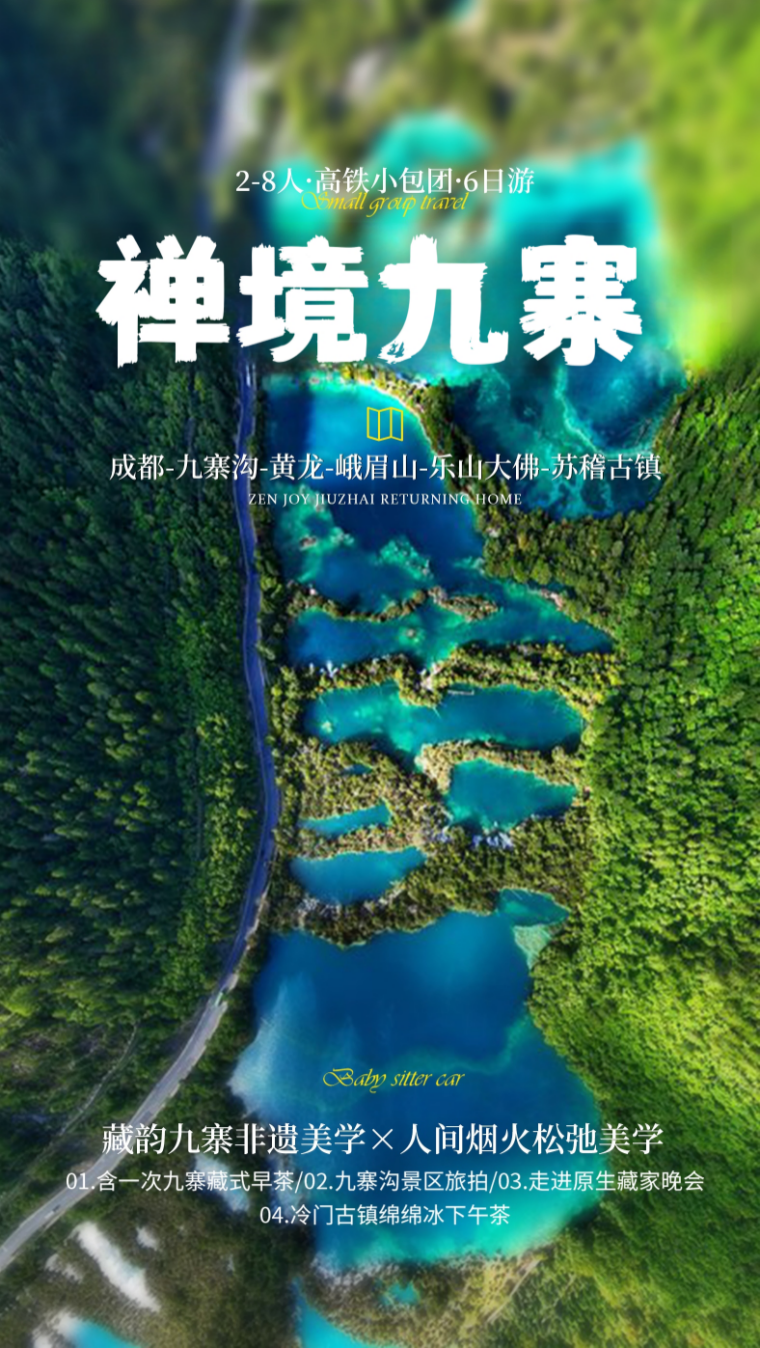 2-8人·高铁小包团·6日游
Small group travel
禅境九寨
成都-九寨沟-黄龙-峨眉山-乐山大佛-苏稽古镇
ZEN JOY JIUZHAI RETURNING HOME
Baby sitter car
藏韵九寨非遗美学×人间烟火松弛美学
01.含一次九寨藏式早茶/02.九寨沟景区旅拍/03.走进原生藏家晚会
04.冷门古镇绵绵冰下午茶